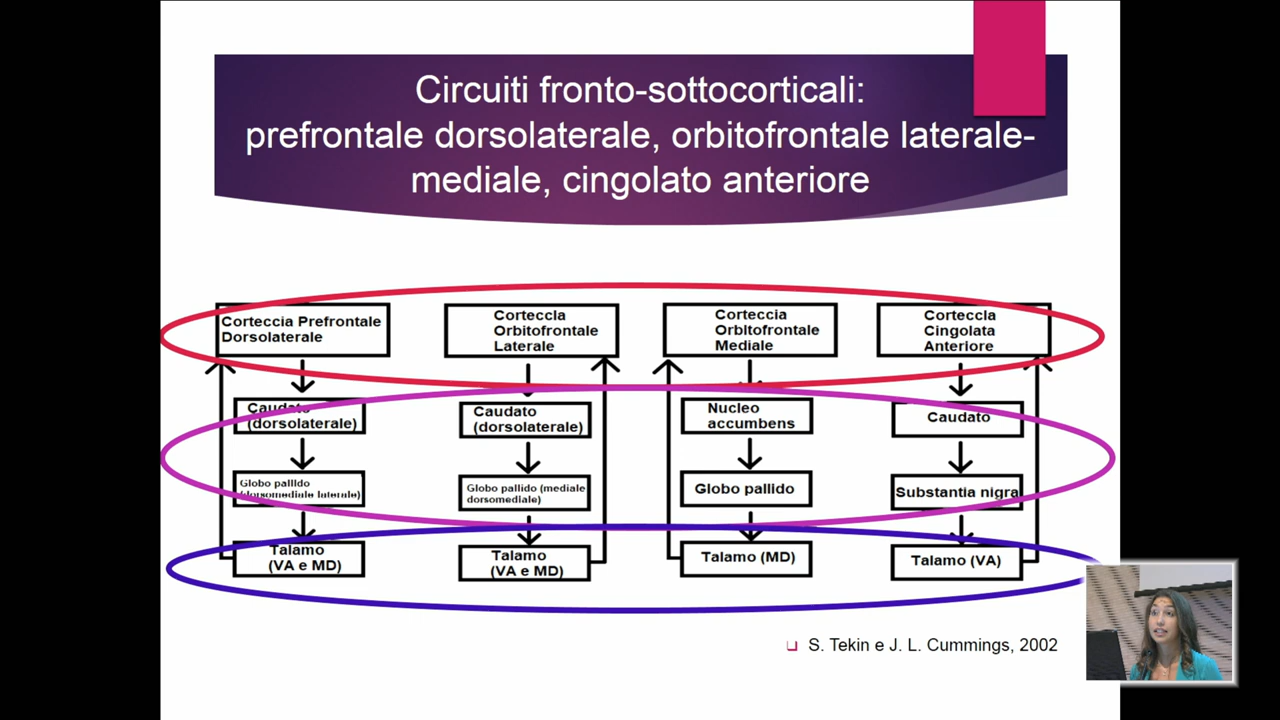 Circuiti fronto-sottocorticali:
prefrontale dorsolaterale, orbitofrontale laterale-
mediale, cingolato anteriore
Corteccia Prefrontale
Dorsolaterale
Corteccia
Orbitofrontale
Laterale
Corteccia
Orbitofrontale
Mediale
Corteccia
Cingolata
Anteriore
Caudato
(dorsolaterale)
Caudato
(dorsolaterale)
Nucleo
accumbens
Caudato
Globo pallido
(dorsomediale laterale)
Globo pallido (mediale
dorsomediale)
Globo pallido
Substantia nigra
Talamo
(VA e MD)
Talamo
(VA e MD)
Talamo (MD)
Talamo (VA)
S. Tekin e J. L. Cummings, 2002